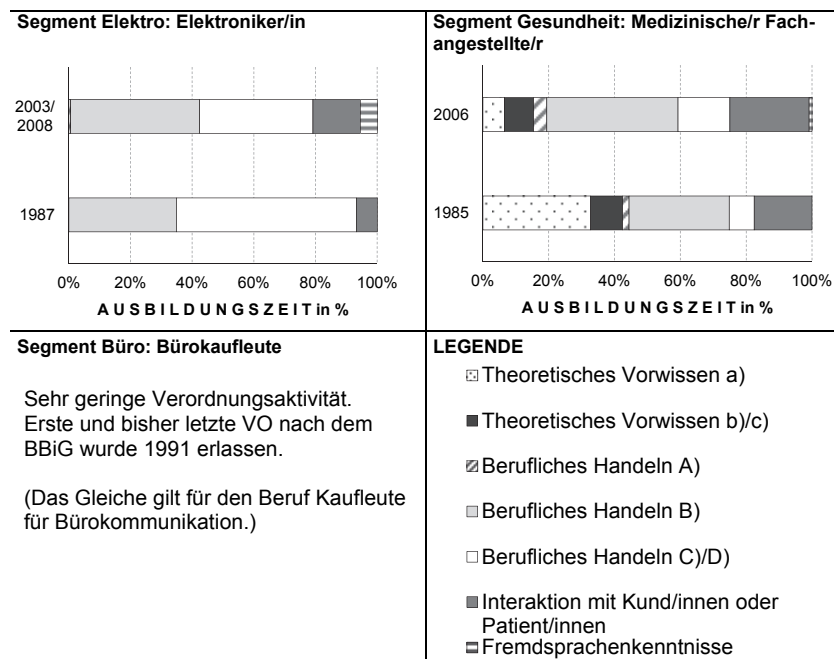 Segment Elektro: Elektroniker/in
2003/
2008
1987
0% 20% 40% 60% 80% 100%
A U S B I L D U N G S Z E I T in %
Segment Gesundheit: Medizinische/r Fach-
angestellte/r
2006
1985
0% 20% 40% 60% 80% 100%
A U S B I L D U N G S Z E I T in %
Segment Büro: Bürokaufleute
Sehr geringe Verordnungsaktivität.
Erste und bisher letzte VO nach dem
BBiG wurde 1991 erlassen.
(Das Gleiche gilt für den Beruf Kaufleute
für Bürokommunikation.)
LEGENDE
Theoretisches Vorwissen a)
Theoretisches Vorwissen b)/c)
Berufliches Handeln A)
Berufliches Handeln B)
Berufliches Handeln C)/D)
Interaktion mit Kund/innen oder
Patient/innen
Fremdsprachenkenntnisse